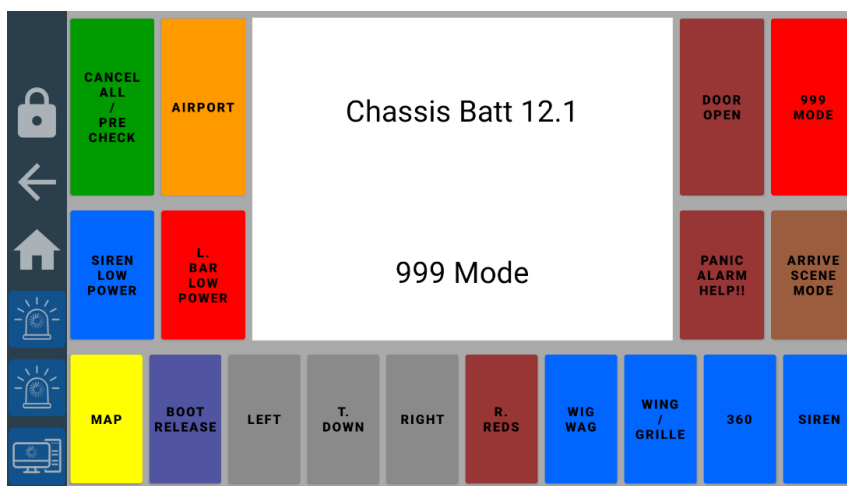 CANCEL
ALL
/
PRE
CHECK
AIRPORT
Chassis Batt 12.1
DOOR
OPEN
999
MODE
SIREN
LOW
POWER
L.
BAR
LOW
POWER
999 Mode
PANIC
ALARM
HELP!!
ARRIVE
SCENE
MODE
MAP
BOOT
RELEASE
LEFT
T.
DOWN
RIGHT
R.
REDS
WIG
WAG
WING
/
GRILLE
360
SIREN